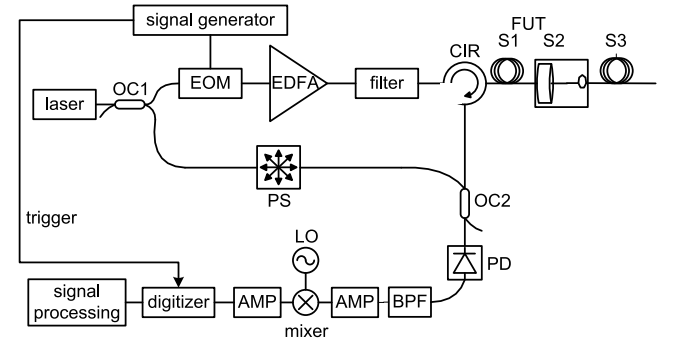 signal generator
FUT
S1
S2
S3
CIR
EOM
EDFA
filter
laser
OC1
PS
OC2
trigger
LO
PD
signal
processing
digitizer
AMP
AMP
BPF
mixer